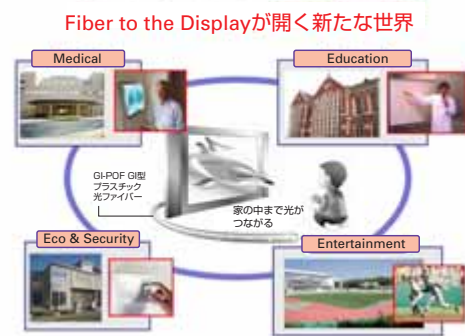 Fiber to the Displayが開く新たな世界
Medical
Education
GI-POF GI型
プラスチック
光ファイバー
家の中まで光が
つながる
Eco & Security
Entertainment